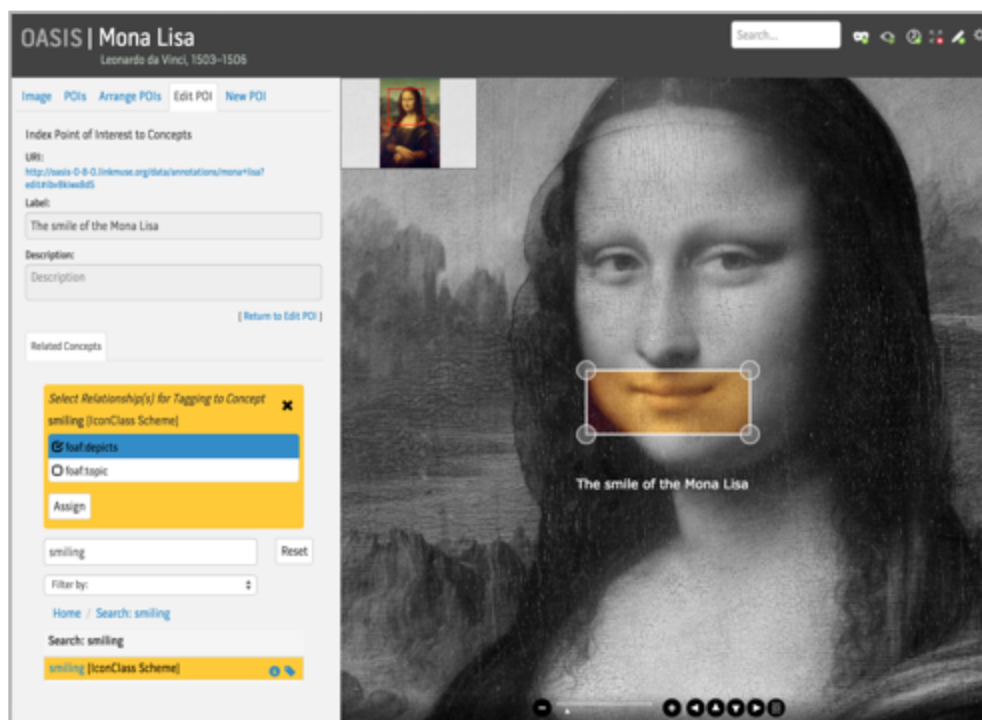 OASIS | Mona Lisa
Leonardo da Vinci, 1503–1506
Search...
Image POIs Arrange POIs Edit POI New POI
Index Point of Interest to Concepts
URI:
Label:
The smile of the Mona Lisa
Description:
Description
[ Return to Edit POI ]
Related Concepts
Select Relationship(s) for Tagging to Concept
smiling [IconClass Scheme]
foaf:depicts
foaf:topic
Assign
smiling
Reset
Filter by:
Home / Search: smiling
Search: smiling
smiling [IconClass Scheme]
The smile of the Mona Lisa